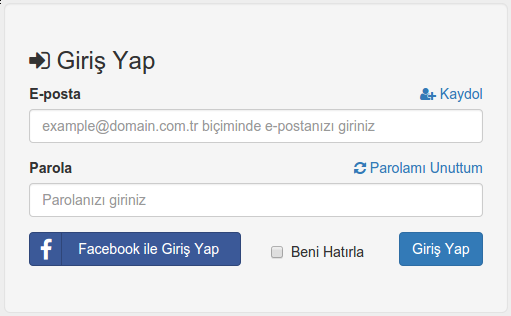 Giriş Yap
E-posta Kaydol
example@domain.com.tr biçiminde e-postanızı giriniz
Parola Parolamı Unuttum
Parolanızı giriniz
f Facebook ile Giriş Yap Beni Hatırla Giriş Yap